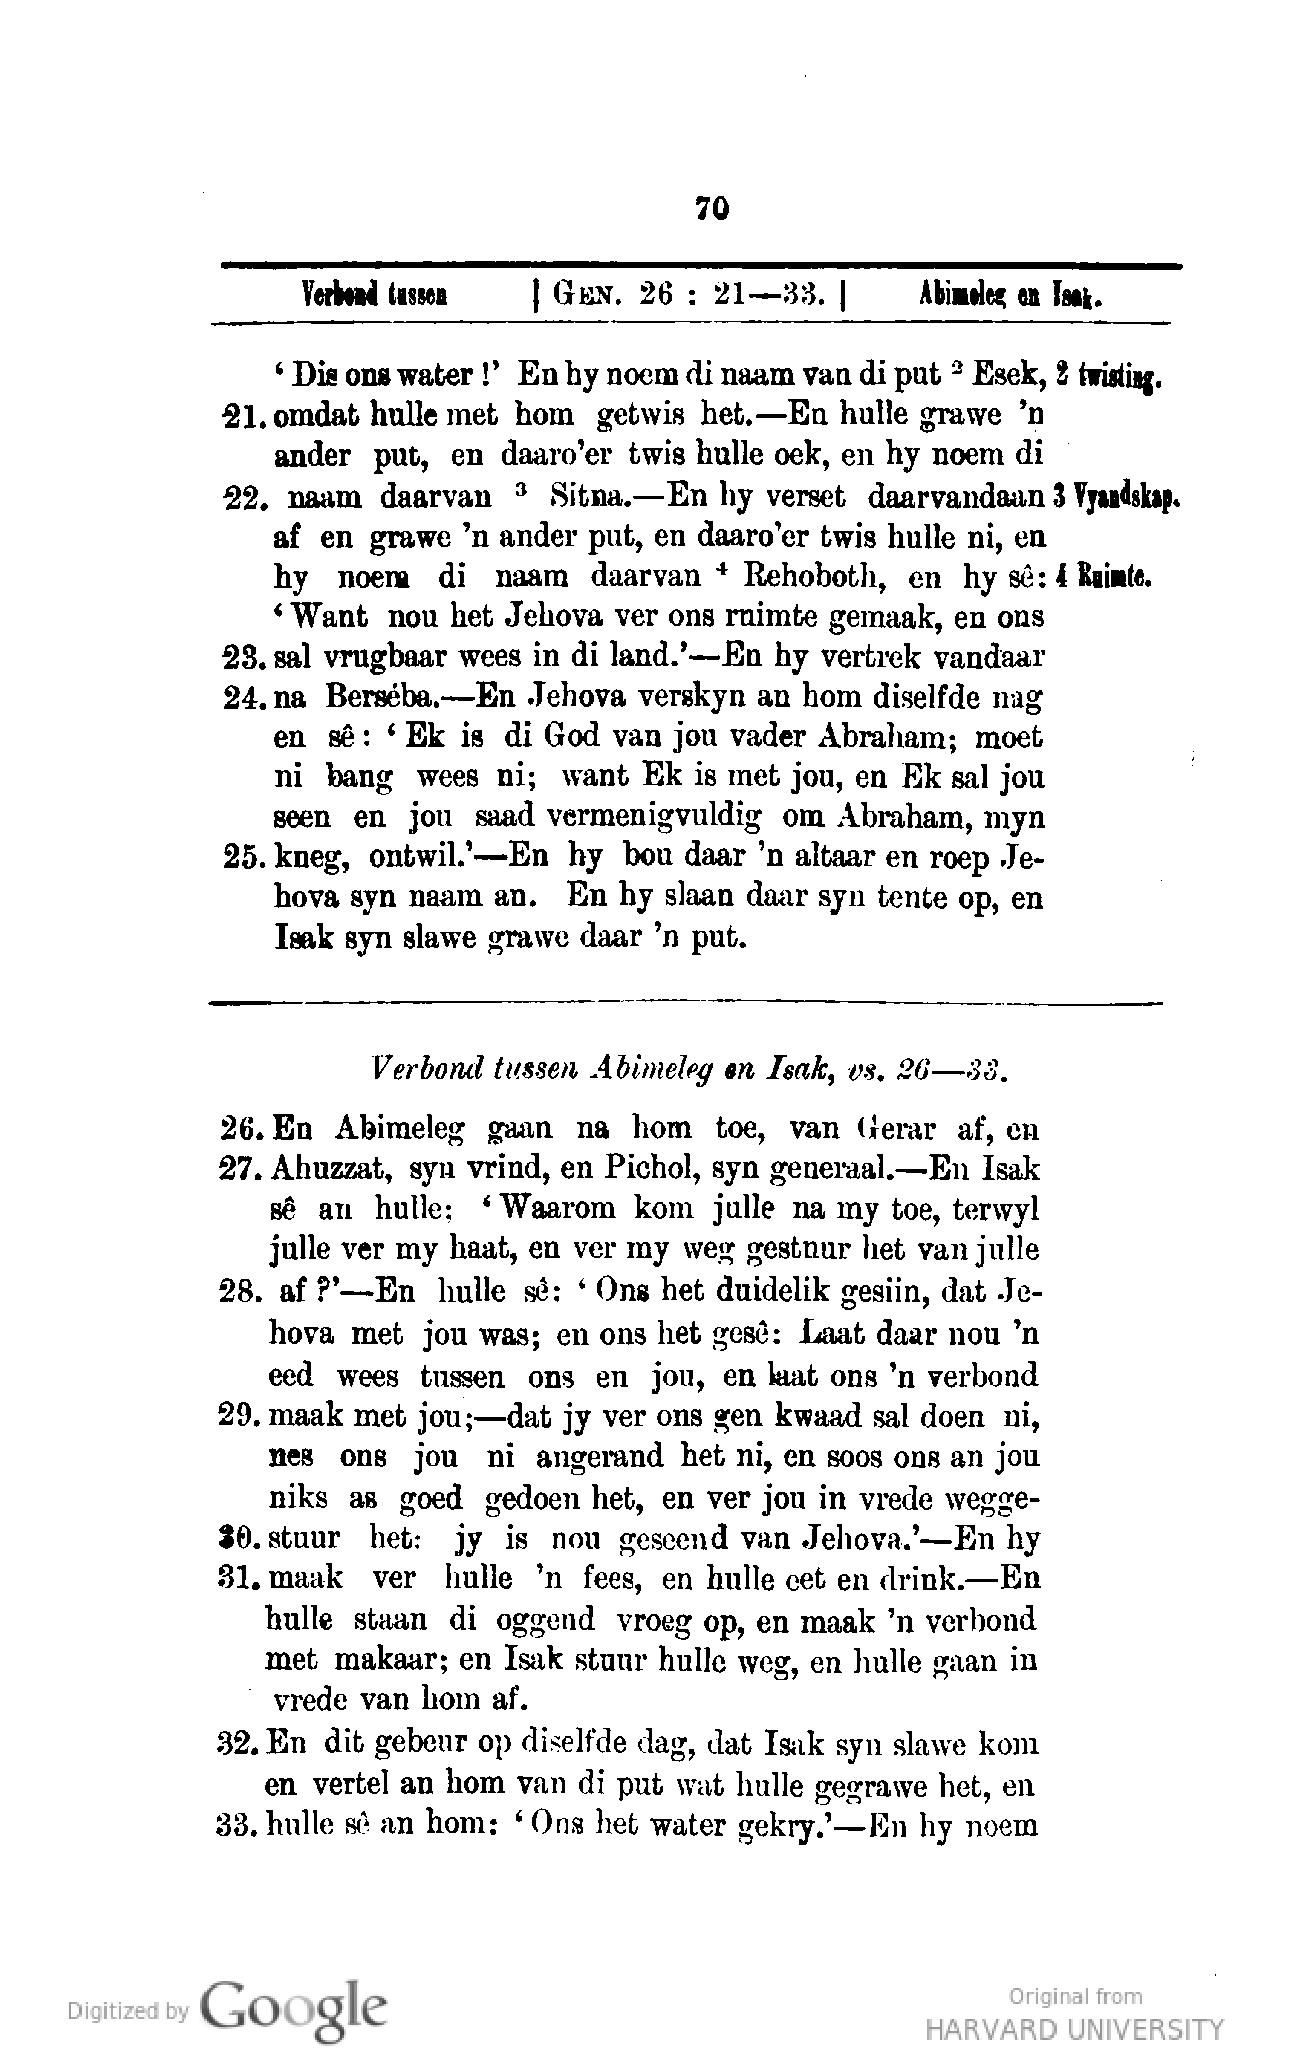 70
Verbond tussen | GEN. 26 : 21—33. | Abimeleg en Isak.
‘ Dis ons water !’ En hy noem di naam van di put ² Esek, 2 twisting.
21. omdat hulle met hom getwis het.—En hulle grawe ’n
ander put, en daaro’er twis hulle oek, en hy noem di
22. naam daarvan ³ Sitna.—En hy verset daarvandaan 3 Vyandskap.
af en grawe ’n ander put, en daaro’er twis hulle ni, en
hy noem di naam daarvan ⁴ Rehoboth, en hy sê: 4 Ruimte.
‘ Want nou het Jehova ver ons ruimte gemaak, en ons
23. sal vrugbaar wees in di land.’—En hy vertrek vandaar
24. na Berséba.—En Jehova verskyn an hom diselfde nag
en sê : ‘ Ek is di God van jou vader Abraham; moet
ni bang wees ni; want Ek is met jou, en Ek sal jou
seen en jou saad vermenigvuldig om Abraham, myn
25. kneg, ontwil.’—En hy bou daar ’n altaar en roep Je-
hova syn naam an. En hy slaan daar syn tente op, en
Isak syn slawe grawe daar ’n put.
Verbond tussen Abimeleg en Isak, vs. 26—33.
26. En Abimeleg gaan na hom toe, van Gerar af, en
27. Ahuzzat, syn vrind, en Pichol, syn generaal.—En Isak
sê an hulle: ‘ Waarom kom julle na my toe, terwyl
julle ver my haat, en ver my weg gestuur het van julle
28. af ?’—En hulle sê: ‘ Ons het duidelik gesiin, dat Je-
hova met jou was; en ons het gesê: Laat daar nou ’n
eed wees tussen ons en jou, en laat ons ’n verbond
29. maak met jou;—dat jy ver ons gen kwaad sal doen ni,
nes ons jou ni angerand het ni, en soos ons an jou
niks as goed gedoen het, en ver jou in vrede wegge-
30. stuur het: jy is nou geseend van Jehova.’—En hy
31. maak ver hulle ’n fees, en hulle eet en drink.—En
hulle staan di oggend vroeg op, en maak ’n verbond
met makaar; en Isak stuur hulle weg, en hulle gaan in
vrede van hom af.
32. En dit gebeur op diselfde dag, dat Isak syn slawe kom
en vertel an hom van di put wat hulle gegrawe het, en
33. hulle sê an hom: ‘ Ons het water gekry.’—En hy noem
Digitized by Google
Original from
HARVARD UNIVERSITY